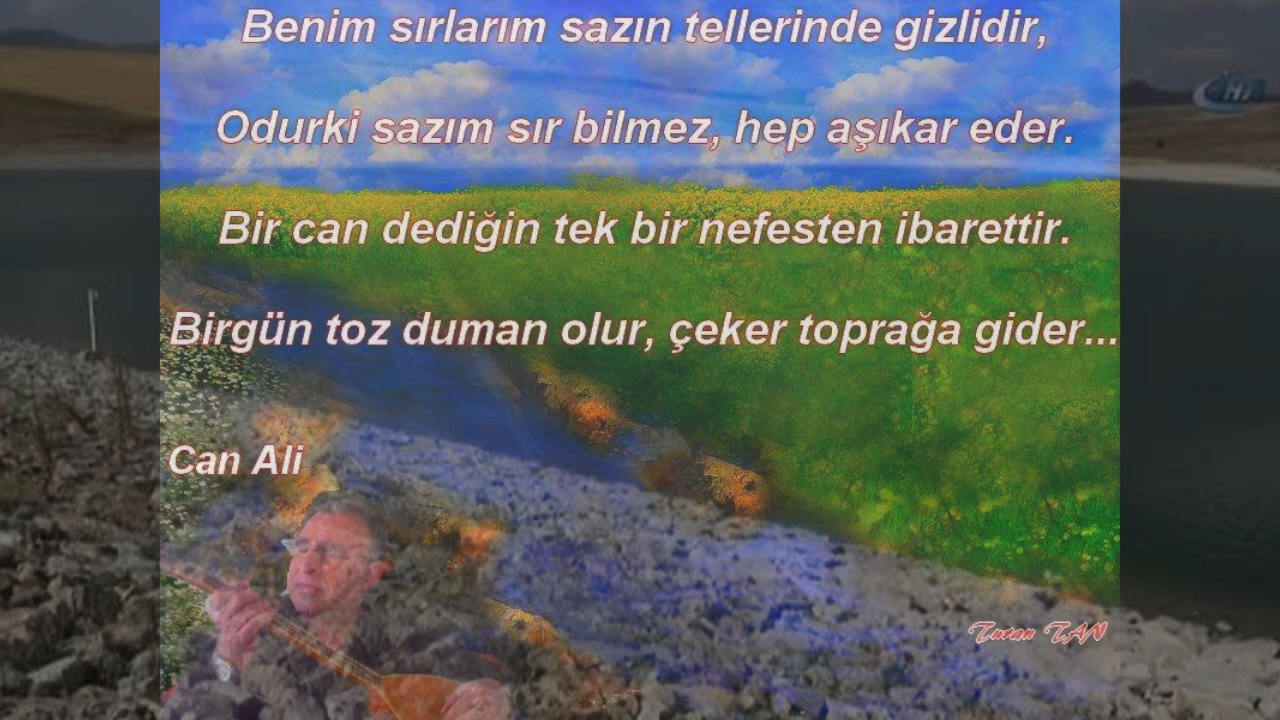 Benim sırlarım sazın tellerinde gizlidir,
Odurki sazım sır bilmez, hep aşıkar eder.
Bir can dediğin tek bir nefesten ibarettir.
Birgün toz duman olur, çeker toprağa gider...
Can Ali
Turan TAN